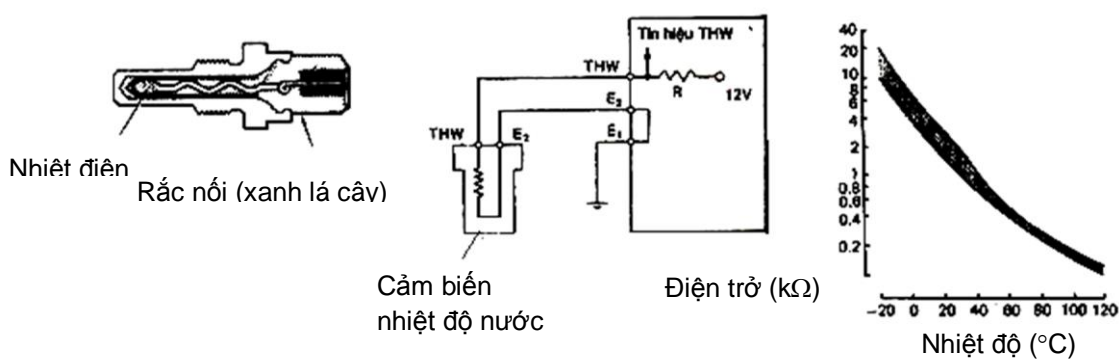 Nhiệt điện
Rắc nối (xanh lá cây)
Tín hiệu THW
THW
R
12V
E₂
E₁
THW
E₂
Cảm biến
nhiệt độ nước
Điện trở (kΩ)
40
20
10
8
6
4
2
1
0.8
0.6
0.4
0.2
-20 0 20 40 60 80 100 120
Nhiệt độ (°C)